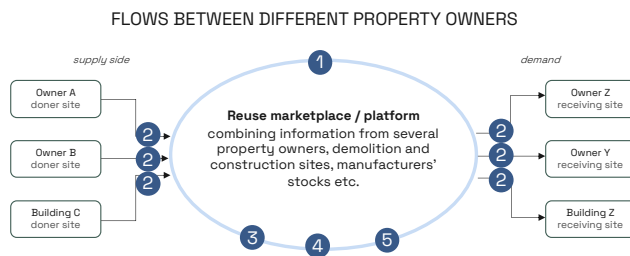 FLOWS BETWEEN DIFFERENT PROPERTY OWNERS
supply side
demand
1
Owner A
doner site
Owner Z
receiving site
Reuse marketplace / platform
combining information from several
property owners, demolition and
construction sites, manufacturers'
stocks etc.
2
2
2
2
2
2
Owner B
doner site
Owner Y
receiving site
Building C
doner site
Building Z
receiving site
3
4
5